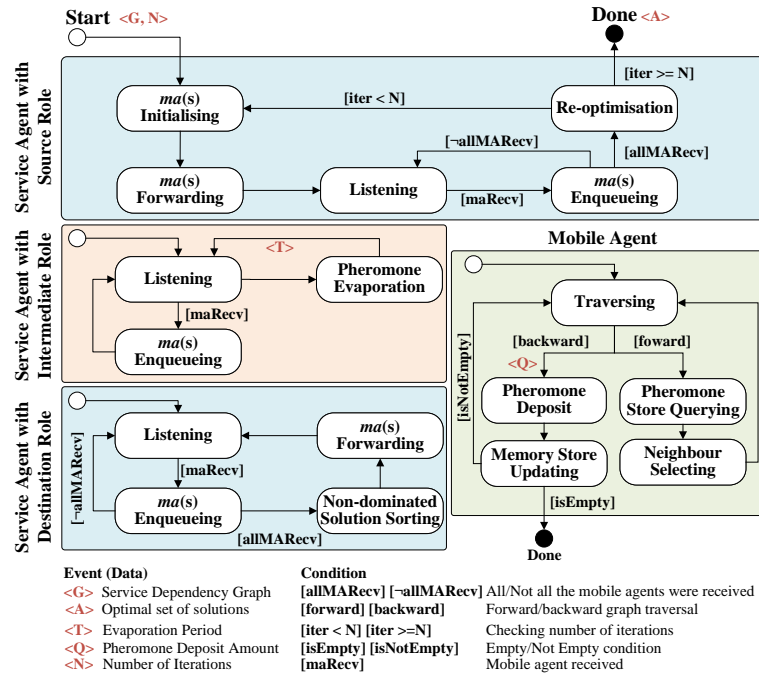 Start <G, N>
Done <A>
Service Agent with
Source Role
ma(s)
Initialising
[iter < N]
[iter >= N]
Re-optimisation
[¬allMARecv]
[allMARecv]
ma(s)
Forwarding
Listening
[maRecv]
ma(s)
Enqueueing
Service Agent with
Intermediate Role
<T>
Listening
Pheromone
Evaporation
[maRecv]
ma(s)
Enqueueing
Mobile Agent
Traversing
[backward]
[foward]
<Q>
[isNotEmpty]
Pheromone
Deposit
Pheromone
Store Querying
Memory Store
Updating
Neighbour
Selecting
[isEmpty]
Done
Service Agent with
Destination Role
Listening
ma(s)
Forwarding
[maRecv]
[¬allMARecv]
ma(s)
Enqueueing
Non-dominated
Solution Sorting
[allMARecv]
Event (Data)
Condition
<G> Service Dependency Graph
[allMARecv] [¬allMARecv] All/Not all the mobile agents were received
<A> Optimal set of solutions
[forward] [backward] Forward/backward graph traversal
<T> Evaporation Period
[iter < N] [iter >=N] Checking number of iterations
<Q> Pheromone Deposit Amount
[isEmpty] [isNotEmpty] Empty/Not Empty condition
<N> Number of Iterations
[maRecv] Mobile agent received